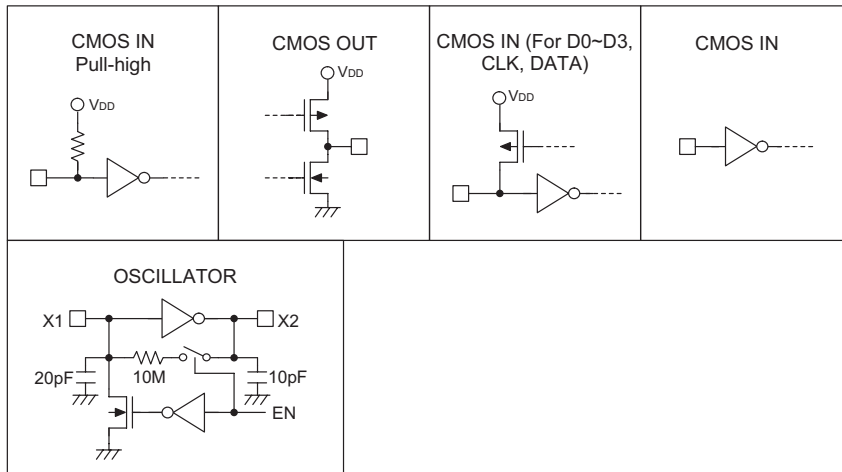 CMOS IN
Pull-high
VDD
CMOS OUT
VDD
CMOS IN (For D0~D3,
CLK, DATA)
VDD
CMOS IN
OSCILLATOR
X1
X2
20pF
10M
10pF
EN